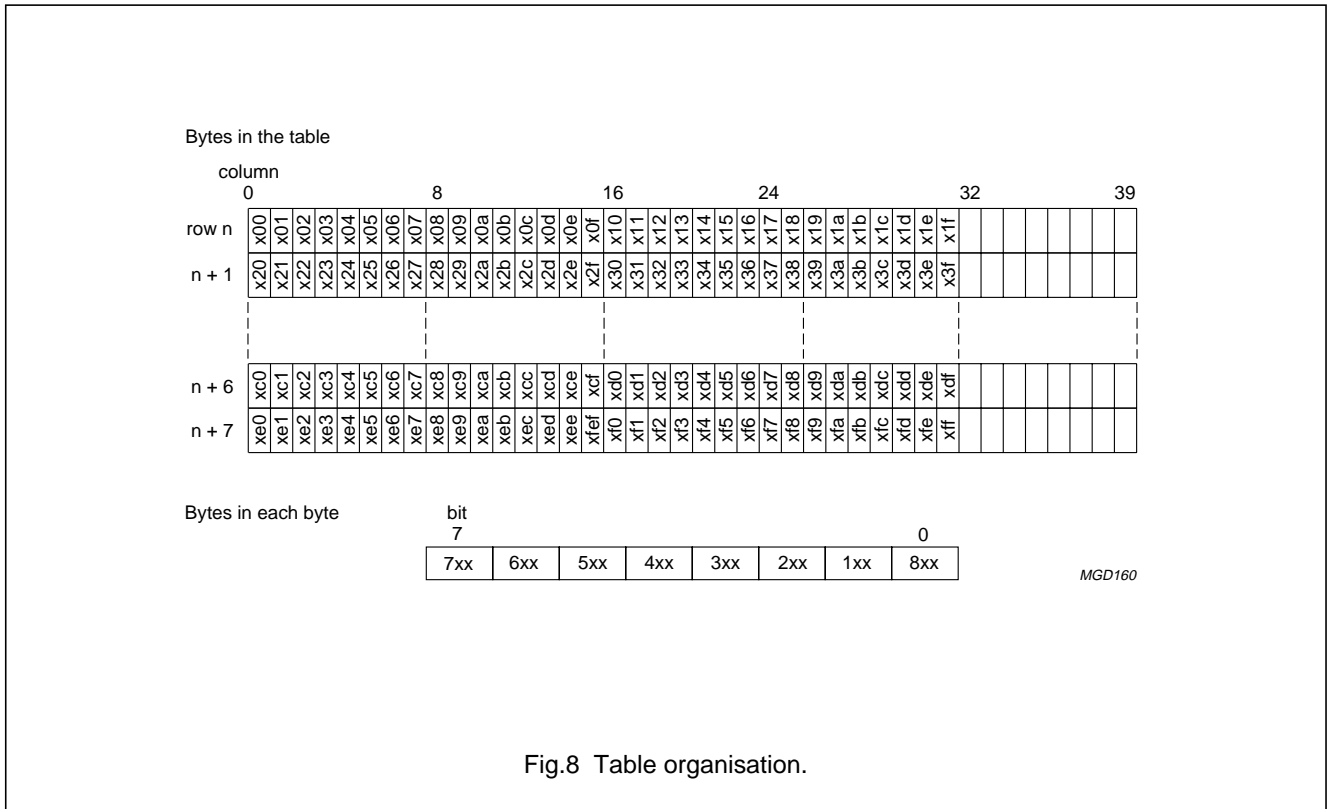 Bytes in the table
column
0 8 16 24 32 39
row n x00 x01 x02 x03 x04 x05 x06 x07 x08 x09 x0a x0b x0c x0d x0e x0f x10 x11 x12 x13 x14 x15 x16 x17 x18 x19 x1a x1b x1c x1d x1e x1f
n + 1 x20 x21 x22 x23 x24 x25 x26 x27 x28 x29 x2a x2b x2c x2d x2e x2f x30 x31 x32 x33 x34 x35 x36 x37 x38 x39 x3a x3b x3c x3d x3e x3f
n + 6 xc0 xc1 xc2 xc3 xc4 xc5 xc6 xc7 xc8 xc9 xca xcb xcc xcd xce xcf xd0 xd1 xd2 xd3 xd4 xd5 xd6 xd7 xd8 xd9 xda xdb xdc xdd xde xdf
n + 7 xe0 xe1 xe2 xe3 xe4 xe5 xe6 xe7 xe8 xe9 xea xeb xec xed xee xfef xf0 xf1 xf2 xf3 xf4 xf5 xf6 xf7 xf8 xf9 xfa xfb xfc xfd xfe xff
Bytes in each byte bit
7 0
7xx 6xx 5xx 4xx 3xx 2xx 1xx 8xx
MGD160
Fig.8 Table organisation.